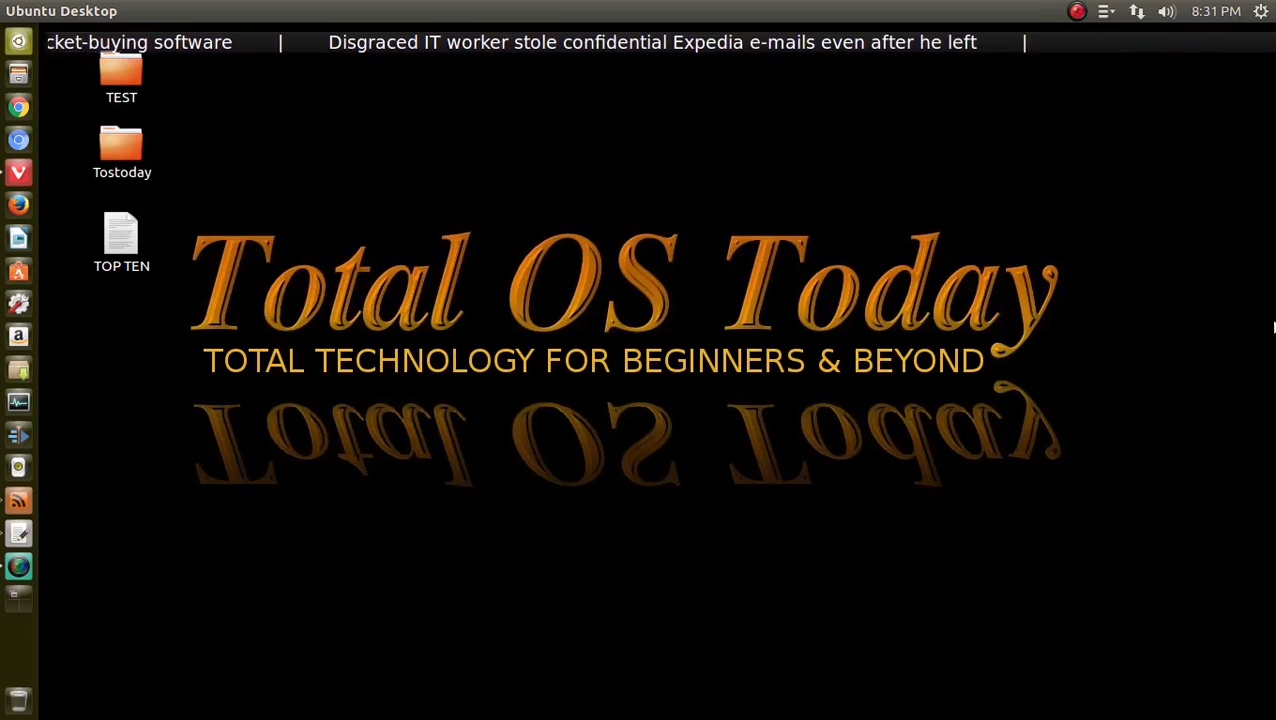 Ubuntu Desktop
8:31 PM
cket-buying software | Disgraced IT worker stole confidential Expedia e-mails even after he left |
TEST
Tostoday
TOP TEN
Total OS Today
TOTAL TECHNOLOGY FOR BEGINNERS & BEYOND